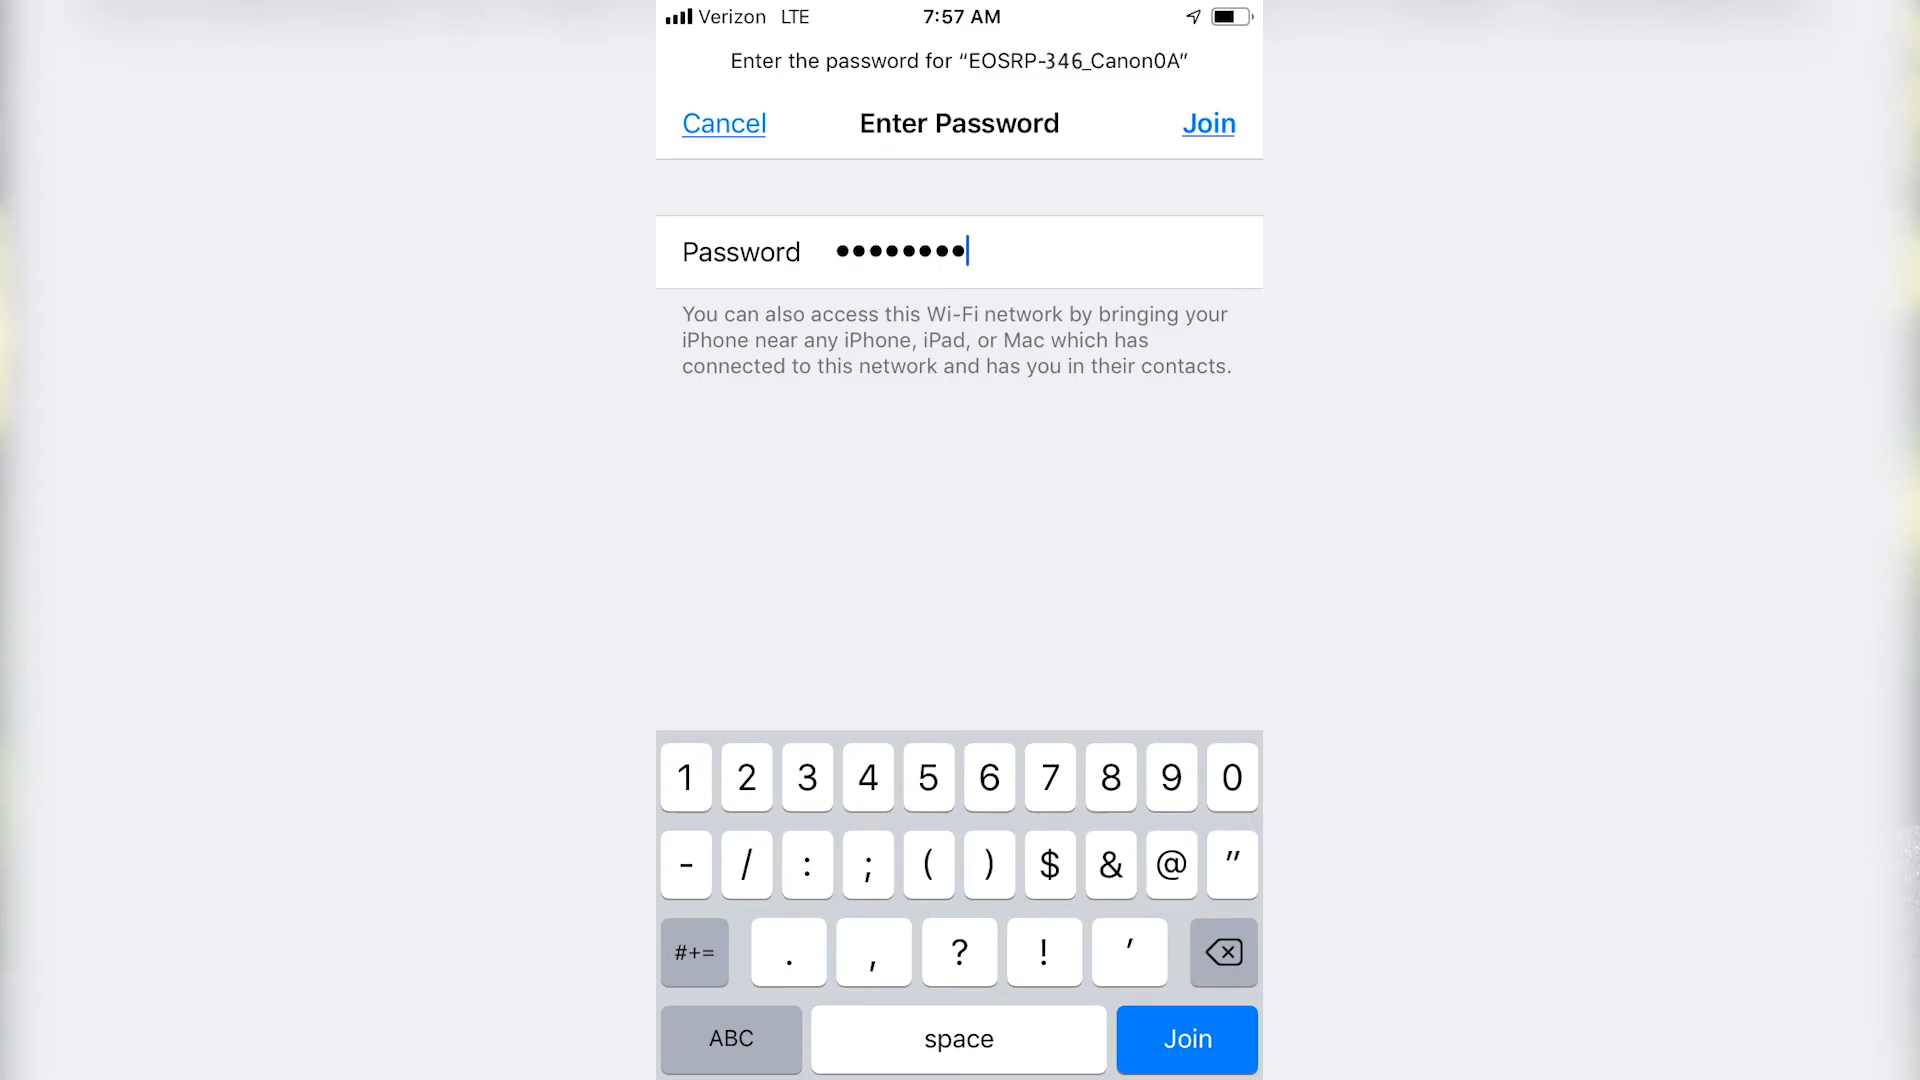 Verizon LTE 7:57 AM
Enter the password for “EOSRP-346_Canon0A”
Cancel Enter Password Join
Password ••••••••
You can also access this Wi-Fi network by bringing your
iPhone near any iPhone, iPad, or Mac which has
connected to this network and has you in their contacts.
1 2 3 4 5 6 7 8 9 0
- / : ; ( ) $ & @ "
#+= . , ? ! '
ABC space Join